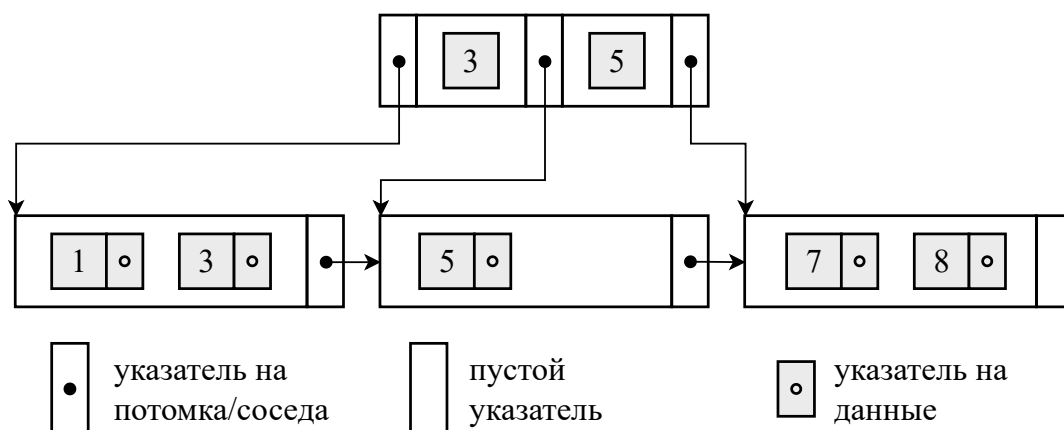 3 5
1 3 5 7 8
указатель на потомка/соседа
пустой указатель
указатель на данные